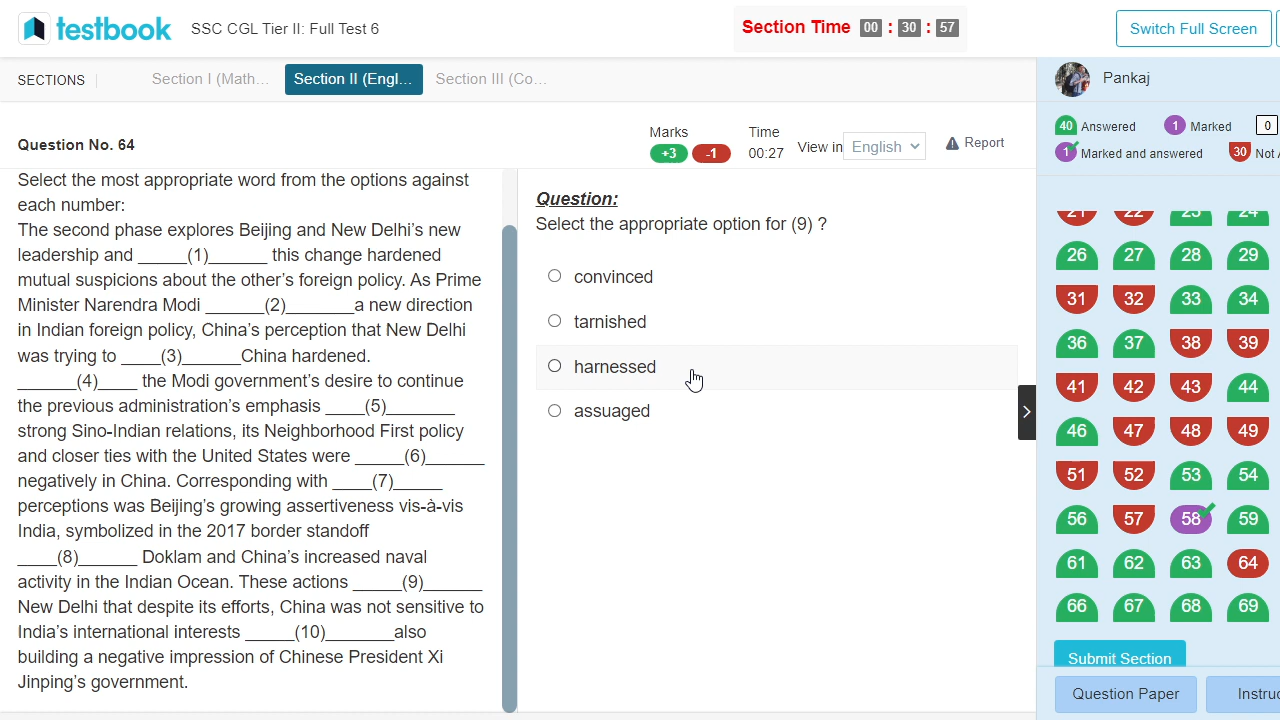 testbook
SSC CGL Tier II: Full Test 6
Section Time 00 : 30 : 57
Switch Full Screen
SECTIONS
Section I (Math...
Section II (Engl...
Section III (Co...
Pankaj
40 Answered
1 Marked
0
1 Marked and answered
30 Not
Question No. 64
Marks
+3 -1
Time
00:27
View in English
Report
Select the most appropriate word from the options against
each number:
The second phase explores Beijing and New Delhi's new
leadership and _____(1)______ this change hardened
mutual suspicions about the other's foreign policy. As Prime
Minister Narendra Modi ______(2)_______a new direction
in Indian foreign policy, China's perception that New Delhi
was trying to ____(3)______China hardened.
______(4)____ the Modi government's desire to continue
the previous administration's emphasis ____(5)_______
strong Sino-Indian relations, its Neighborhood First policy
and closer ties with the United States were _____(6)______
negatively in China. Corresponding with ____(7)_____
perceptions was Beijing's growing assertiveness vis-à-vis
India, symbolized in the 2017 border standoff
____(8)______ Doklam and China's increased naval
activity in the Indian Ocean. These actions _____(9)______
New Delhi that despite its efforts, China was not sensitive to
India's international interests _____(10)_______also
building a negative impression of Chinese President Xi
Jinping's government.
Question:
Select the appropriate option for (9) ?
convinced
tarnished
harnessed
assuaged
21 22 23 24
26 27 28 29
31 32 33 34
36 37 38 39
41 42 43 44
46 47 48 49
51 52 53 54
56 57 58 59
61 62 63 64
66 67 68 69
Submit Section
Question Paper
Instruc